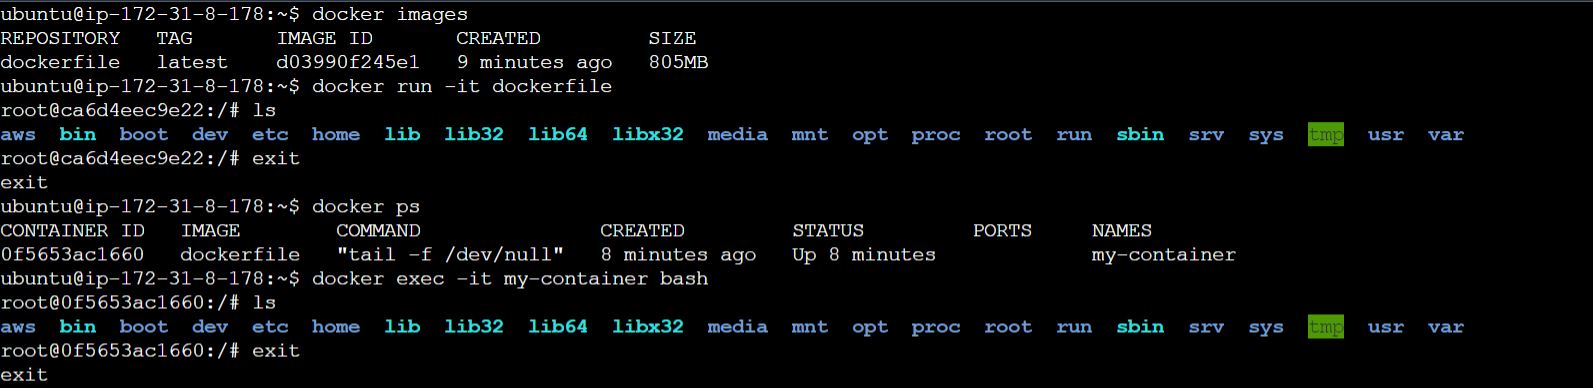 ubuntu@ip-172-31-8-178:~$ docker images
REPOSITORY   TAG       IMAGE ID       CREATED         SIZE
dockerfile   latest    d03990f245e1   9 minutes ago   805MB
ubuntu@ip-172-31-8-178:~$ docker run -it dockerfile
root@ca6d4eec9e22:/# ls
aws  bin  boot  dev  etc  home  lib  lib32  lib64  libx32  media  mnt  opt  proc  root  run  sbin  srv  sys  tmp  usr  var
root@ca6d4eec9e22:/# exit
exit
ubuntu@ip-172-31-8-178:~$ docker ps
CONTAINER ID   IMAGE        COMMAND               CREATED         STATUS         PORTS     NAMES
0f5653ac1660   dockerfile   "tail -f /dev/null"   8 minutes ago   Up 8 minutes             my-container
ubuntu@ip-172-31-8-178:~$ docker exec -it my-container bash
root@0f5653ac1660:/# ls
aws  bin  boot  dev  etc  home  lib  lib32  lib64  libx32  media  mnt  opt  proc  root  run  sbin  srv  sys  tmp  usr  var
root@0f5653ac1660:/# exit
exit